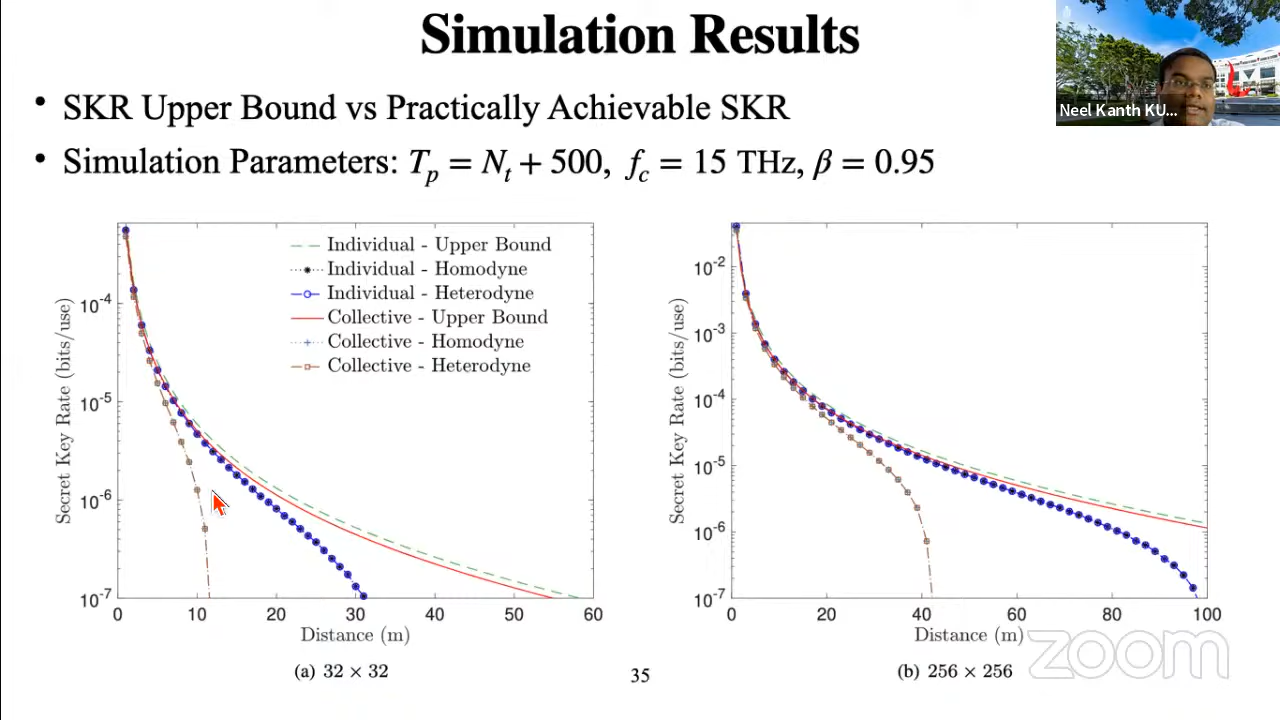 Simulation Results
Neel Kanth KU...
• SKR Upper Bound vs Practically Achievable SKR
• Simulation Parameters: Tₚ = Nₜ + 500, f꜀ = 15 THz, β = 0.95
Individual - Upper Bound
Individual - Homodyne
Individual - Heterodyne
Collective - Upper Bound
Collective - Homodyne
Collective - Heterodyne
Secret Key Rate (bits/use)
10⁻⁴
10⁻⁵
10⁻⁶
10⁻⁷
0 10 20 30 40 50 60
Distance (m)
(a) 32 × 32
Secret Key Rate (bits/use)
10⁻²
10⁻³
10⁻⁴
10⁻⁵
10⁻⁶
10⁻⁷
0 20 40 60 80 100
Distance (m)
(b) 256 × 256
35
zoom